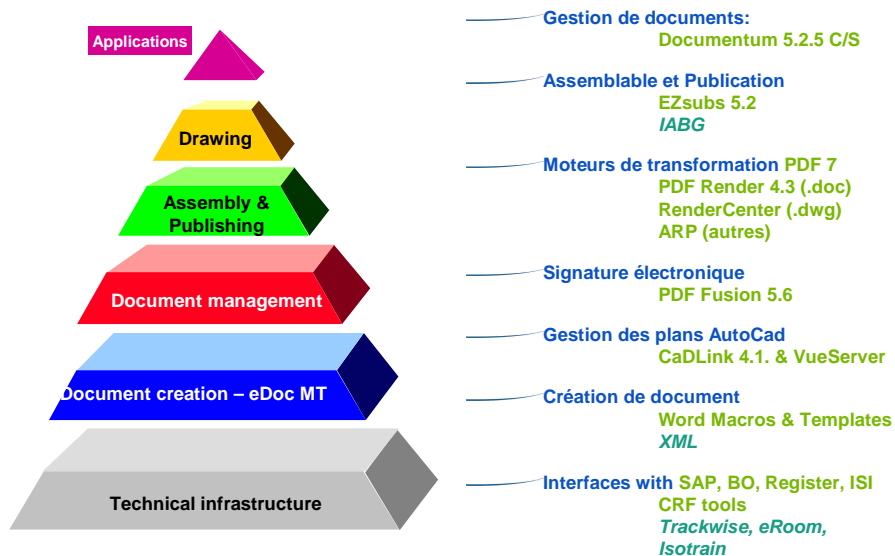 Applications
Drawing
Assembly &
Publishing
Document management
Document creation – eDoc MT
Technical infrastructure
Gestion de documents:
Documentum 5.2.5 C/S
Assemblable et Publication
EZsubs 5.2
IABG
Moteurs de transformation PDF 7
PDF Render 4.3 (.doc)
RenderCenter (.dwg)
ARP (autres)
Signature électronique
PDF Fusion 5.6
Gestion des plans AutoCad
CaDLink 4.1. & VueServer
Création de document
Word Macros & Templates
XML
Interfaces with SAP, BO, Register, ISI
CRF tools
Trackwise, eRoom,
Isotrain